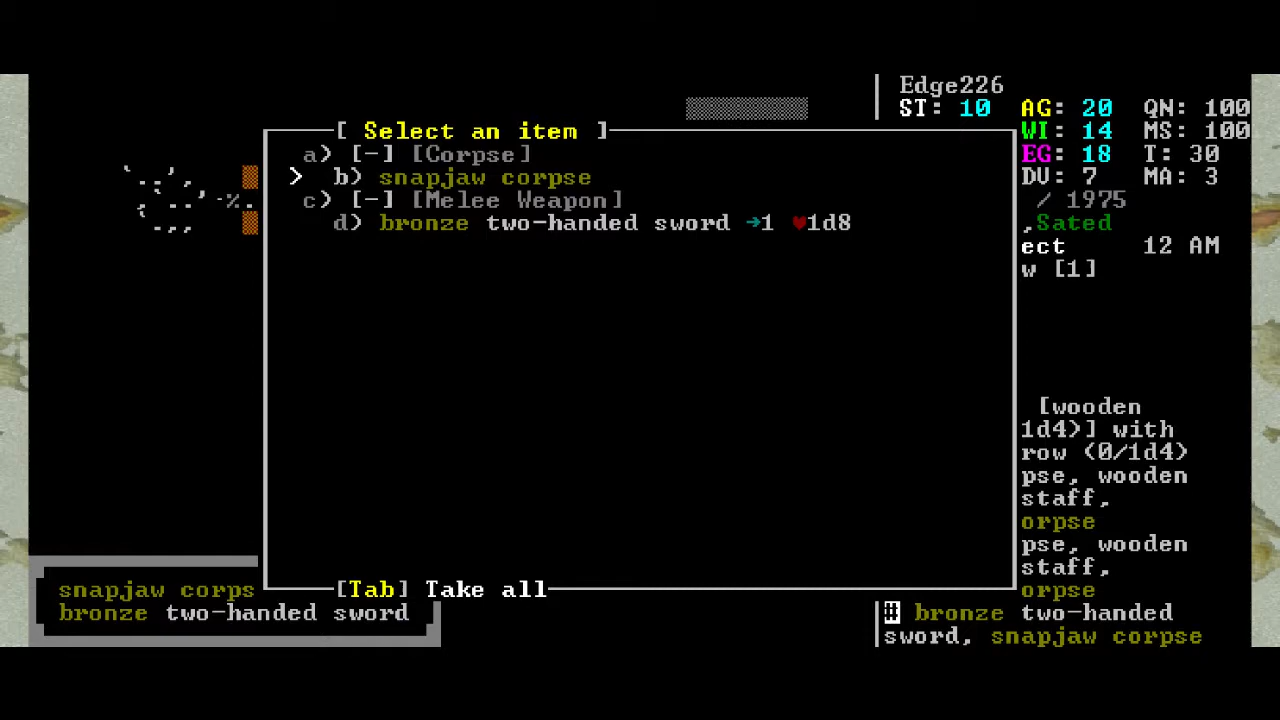 Edge226
ST: 10 AG: 20 QN: 100
WI: 14 MS: 100
EG: 18 T: 30
DU: 7 MA: 3
/ 1975
,Sated
ect 12 AM
w [1]
[ Select an item ]
a) [-] [Corpse]
> b) snapjaw corpse
c) [-] [Melee Weapon]
d) bronze two-handed sword →1 ♥1d8
[Tab] Take all
[wooden
1d4)] with
row (0/1d4)
pse, wooden
staff,
orpse
pse, wooden
staff,
orpse
bronze two-handed
sword, snapjaw corpse
snapjaw corps
bronze two-handed sword